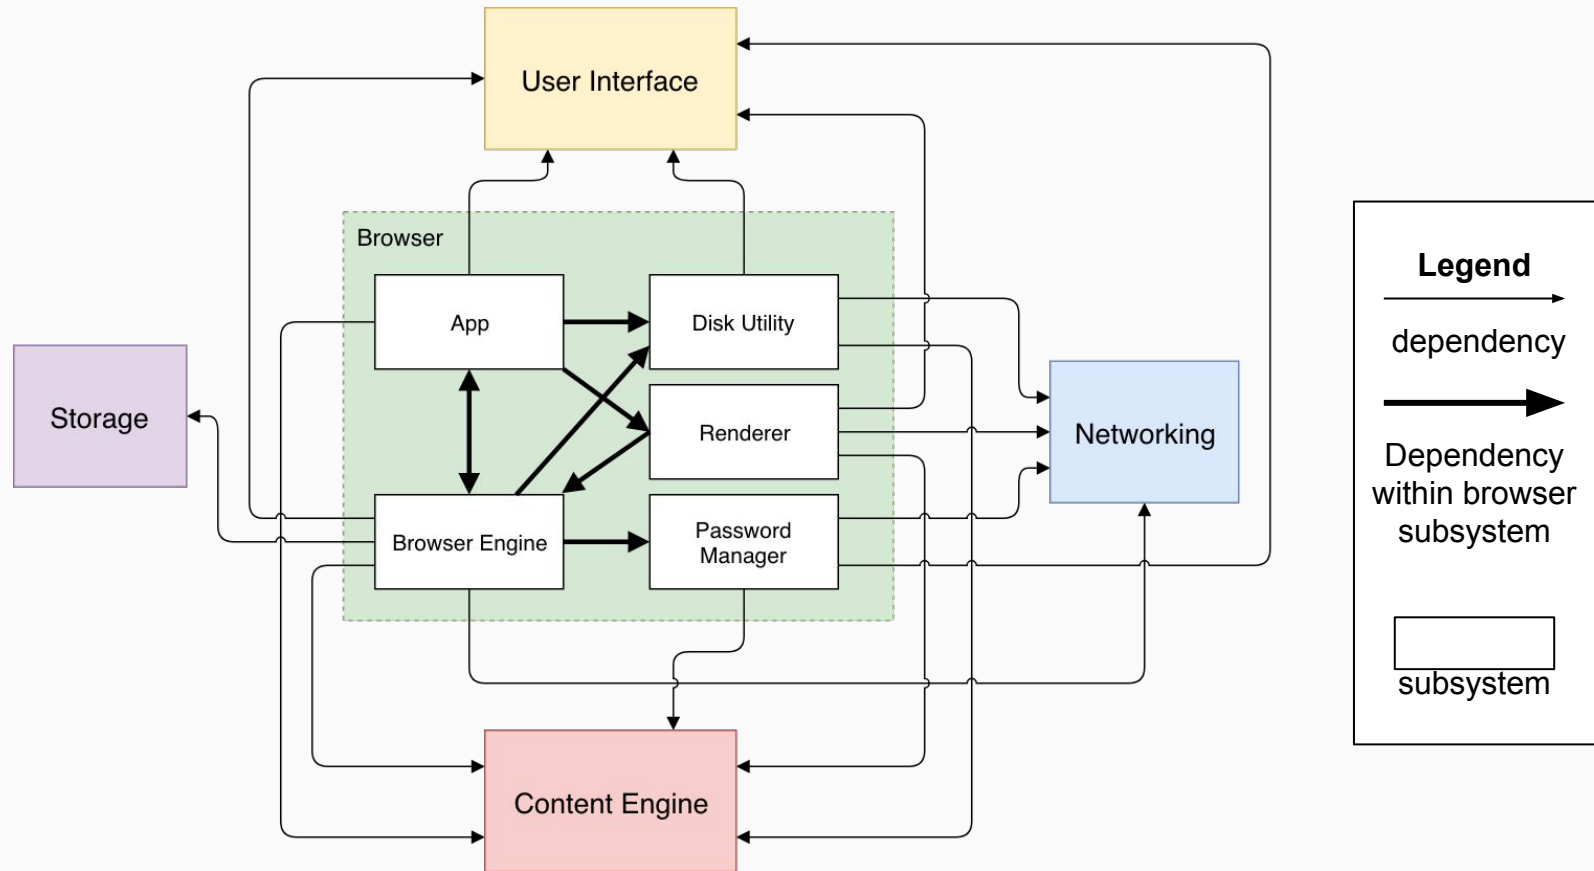 User Interface
Browser
App
Disk Utility
Storage
Renderer
Networking
Browser Engine
Password
Manager
Content Engine
Legend
dependency
Dependency
within browser
subsystem
subsystem